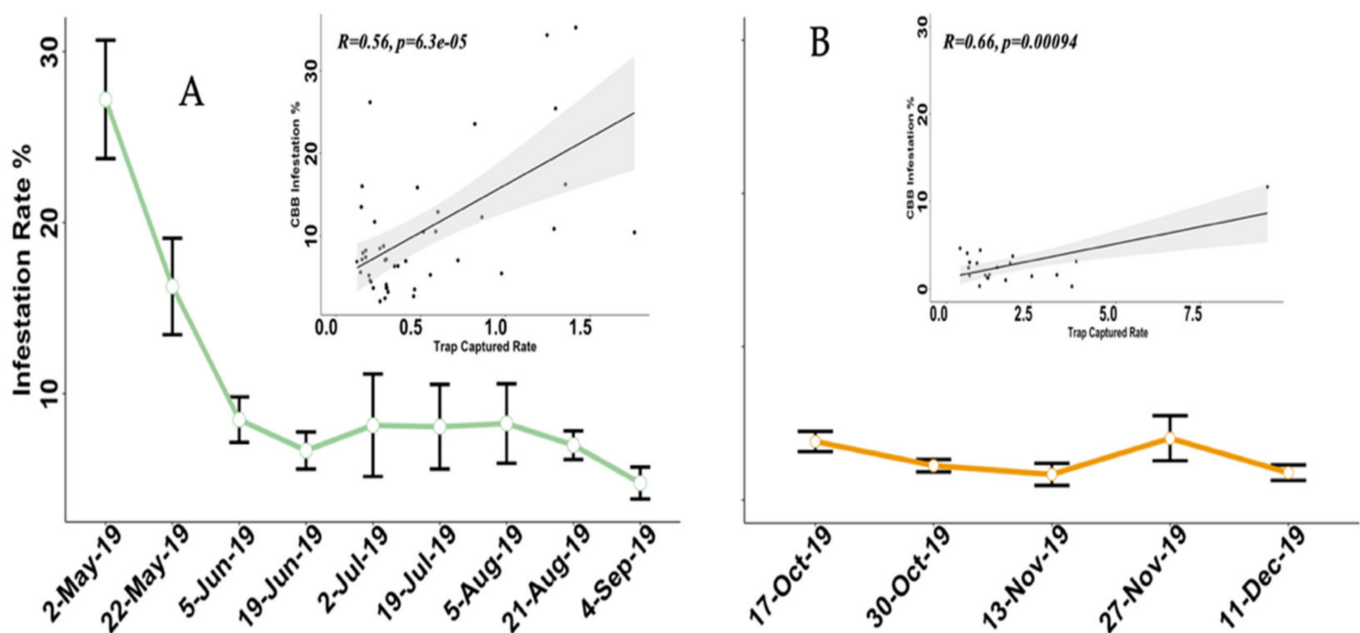 A
B
Infestation Rate %
30
20
10
R=0.56, p=6.3e-05
CBB Infestation %
30
20
10
0.0 0.5 1.0 1.5
Trap Captured Rate
2-May-19 22-May-19 5-Jun-19 19-Jun-19 2-Jul-19 19-Jul-19 5-Aug-19 21-Aug-19 4-Sep-19
R=0.66, p=0.00094
CBB Infestation %
30
20
10
0
0.0 2.5 5.0 7.5
Trap Captured Rate
17-Oct-19 30-Oct-19 13-Nov-19 27-Nov-19 11-Dec-19